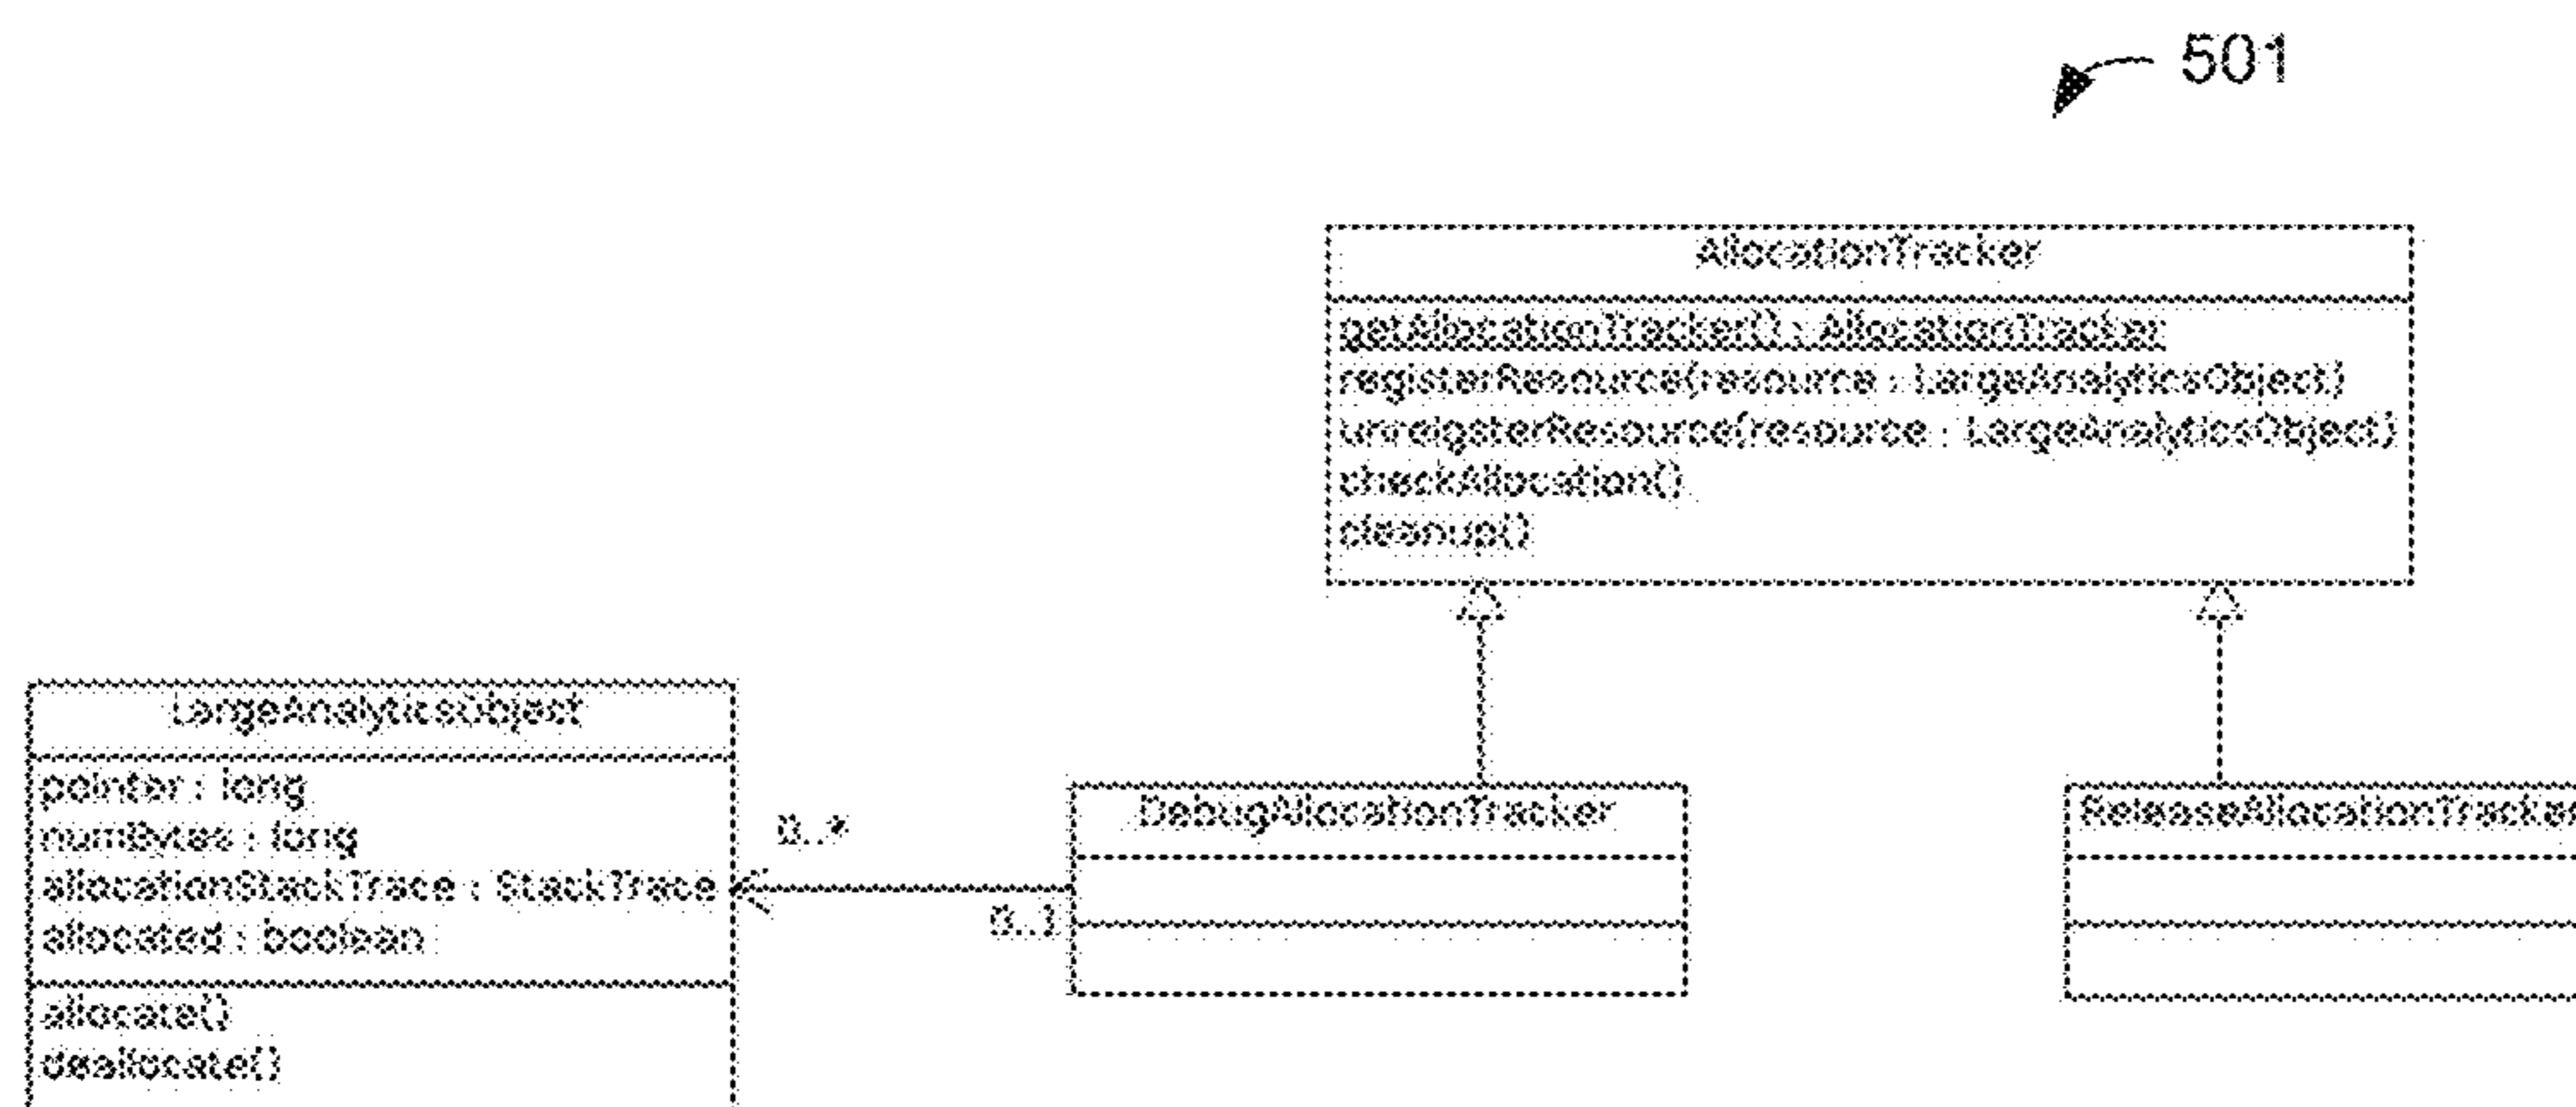 501
AllocationTracker
getAllocationTracker() : AllocationTracker
registerResource(resource : LargeAnalyticsObject)
unreigsterResource(resource : LargeAnalyticsObject)
checkAllocation()
cleanup()
LargeAnalyticsObject
pointer : long
numBytes : long
allocationStackTrace : StackTrace
allocated : boolean
allocate()
deallocate()
0..*
0..1
DebugAllocationTracker
ReleaseAllocationTracker